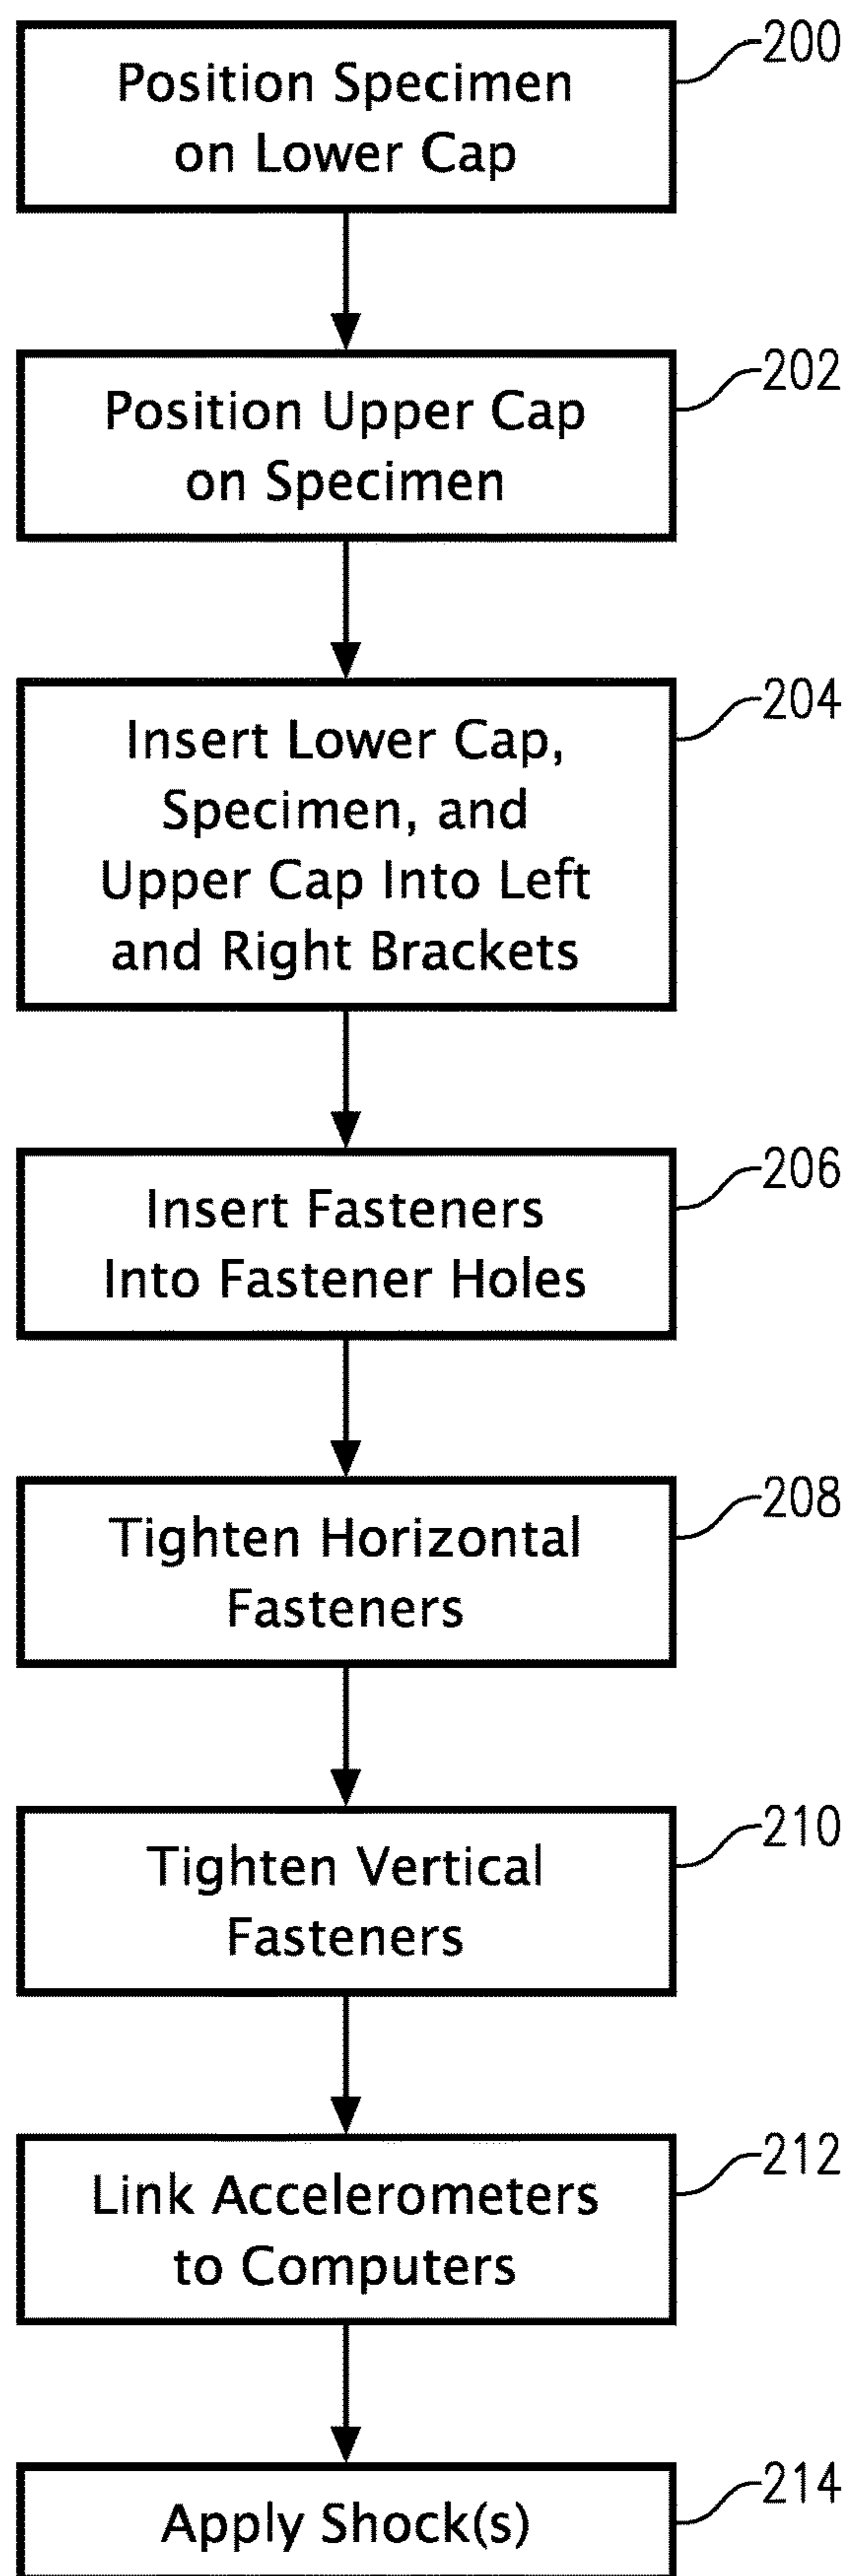 200
Position Specimen
on Lower Cap
202
Position Upper Cap
on Specimen
204
Insert Lower Cap,
Specimen, and
Upper Cap Into Left
and Right Brackets
206
Insert Fasteners
Into Fastener Holes
208
Tighten Horizontal
Fasteners
210
Tighten Vertical
Fasteners
212
Link Accelerometers
to Computers
214
Apply Shock(s)